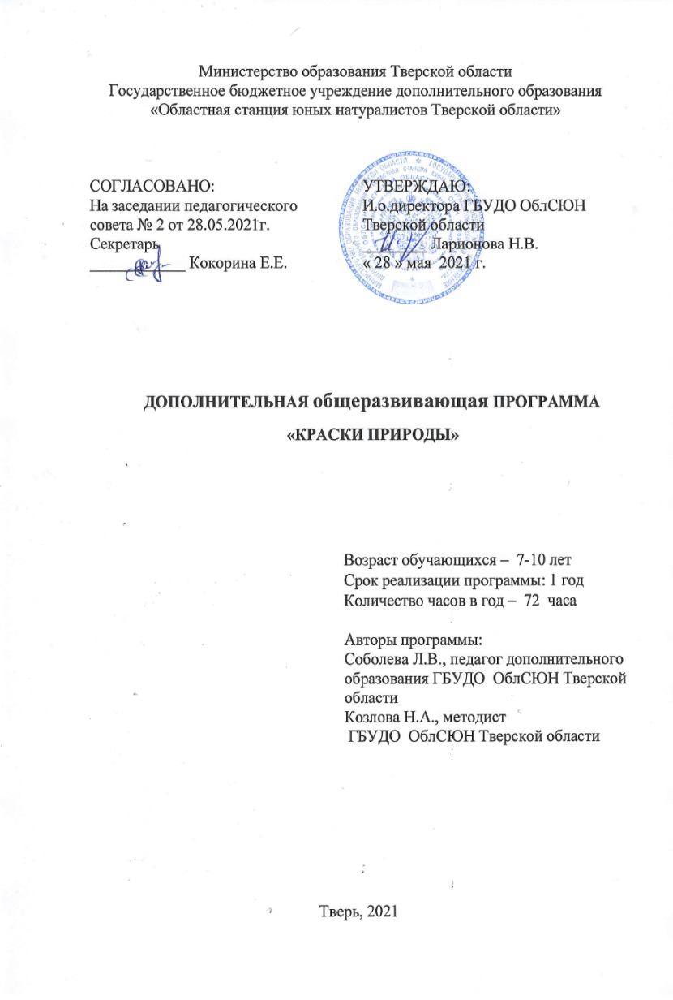 Министерство образования Тверской области
Государственное бюджетное учреждение дополнительного образования
«Областная станция юных натуралистов Тверской области»
СОГЛАСОВАНО:
На заседании педагогического
совета № 2 от 28.05.2021г.
Секретарь
____________ Кокорина Е.Е.
УТВЕРЖДАЮ:
И.о.директора ГБУДО ОблСЮН
Тверской области
________ Ларионова Н.В.
« 28 » мая 2021 г.
ДОПОЛНИТЕЛЬНАЯ общеразвивающая ПРОГРАММА
«КРАСКИ ПРИРОДЫ»
Возраст обучающихся – 7-10 лет
Срок реализации программы: 1 год
Количество часов в год – 72 часа
Авторы программы:
Соболева Л.В., педагог дополнительного
образования ГБУДО ОблСЮН Тверской
области
Козлова Н.А., методист
ГБУДО ОблСЮН Тверской области
Тверь, 2021